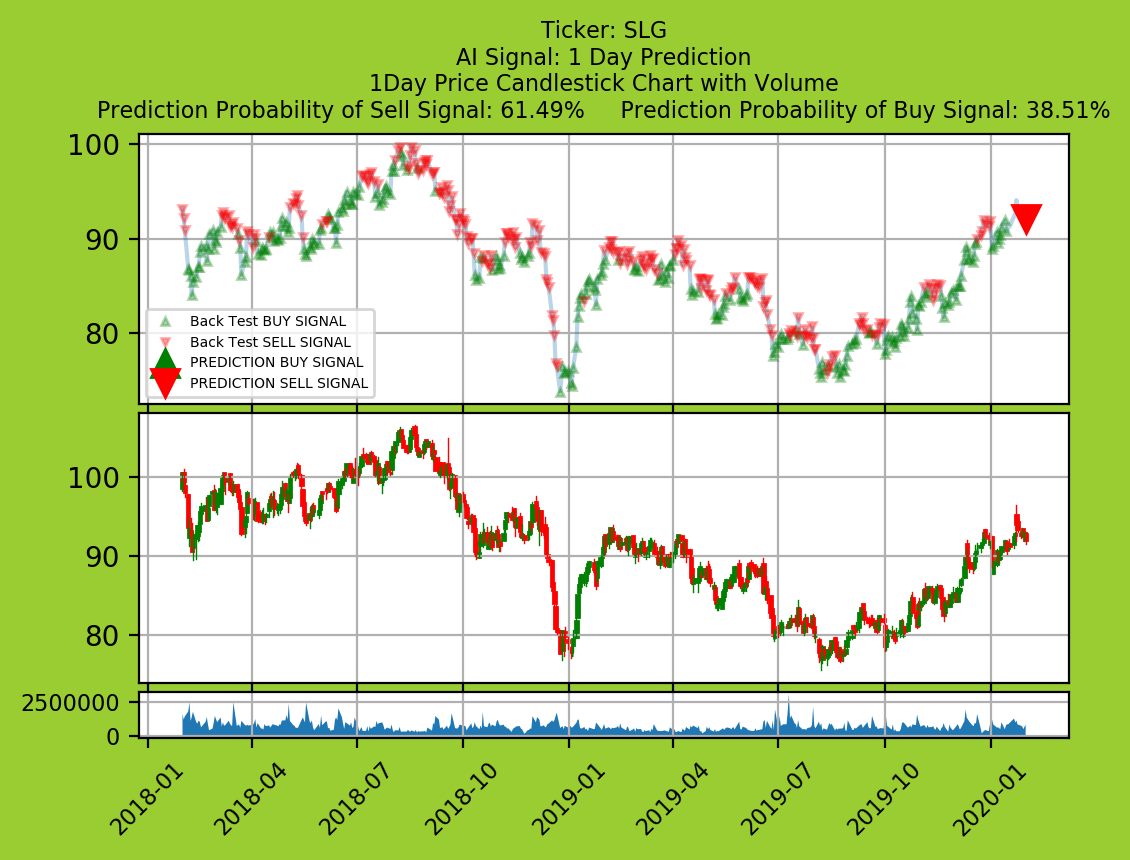 Ticker: SLG
AI Signal: 1 Day Prediction
1Day Price Candlestick Chart with Volume
Prediction Probability of Sell Signal: 61.49%     Prediction Probability of Buy Signal: 38.51%
100
90
80
Back Test BUY SIGNAL
Back Test SELL SIGNAL
PREDICTION BUY SIGNAL
PREDICTION SELL SIGNAL
100
90
80
2500000
0
2018-01
2018-04
2018-07
2018-10
2019-01
2019-04
2019-07
2019-10
2020-01